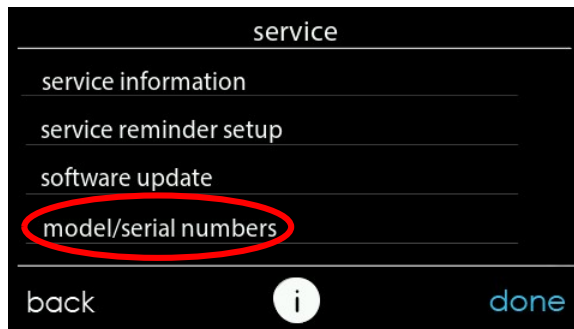 service
service information
service reminder setup
software update
model/serial numbers
back i done